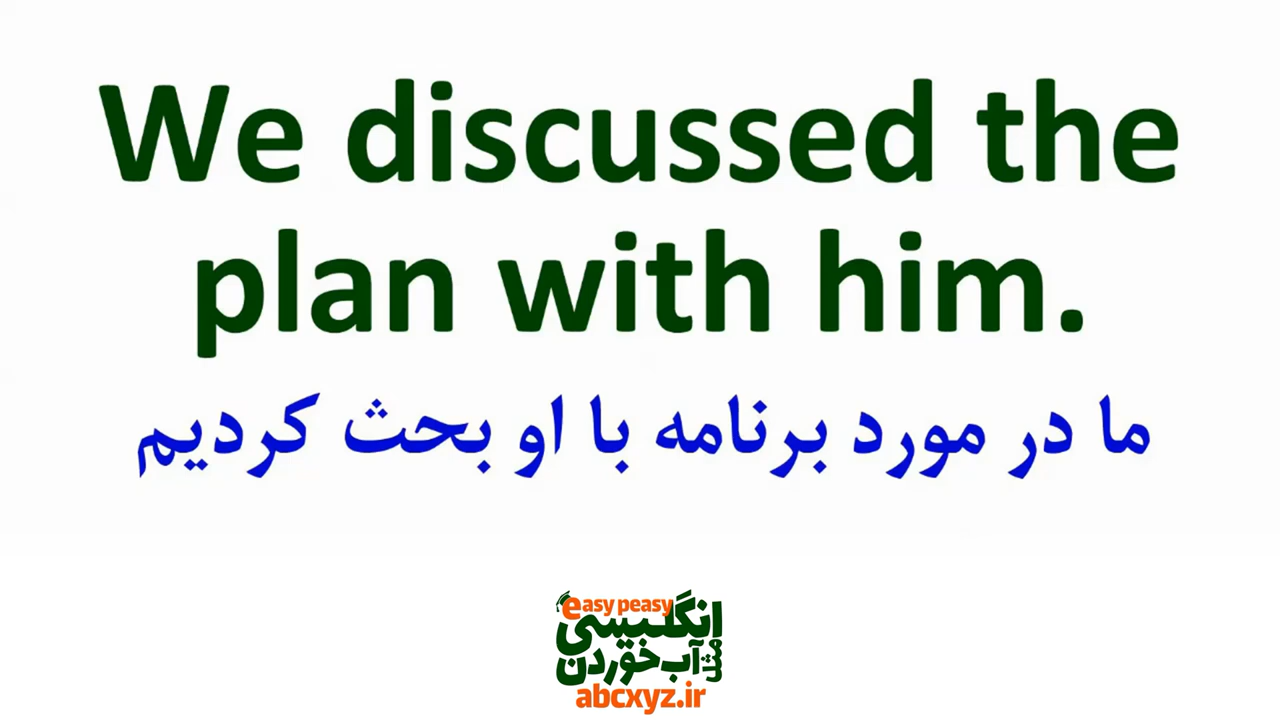 We discussed the
plan with him.
ما در مورد برنامه با او بحث کردیم
easy peasy
انگلیسی
مثل آب خوردن
abcxyz.ir